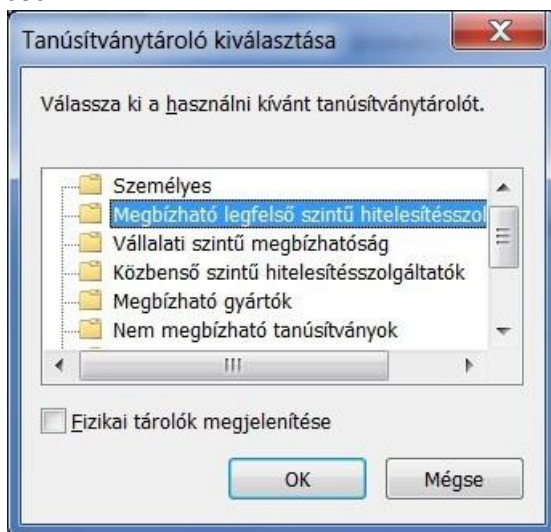 Tanúsítványtároló kiválasztása
Válassza ki a használni kívánt tanúsítványtárolót.
Személyes
Megbízható legfelső szintű hitelesítésszol
Vállalati szintű megbízhatóság
Közbenső szintű hitelesítésszolgáltatók
Megbízható gyártók
Nem megbízható tanúsítványok
Fizikai tárolók megjelenítése
OK
Mégse